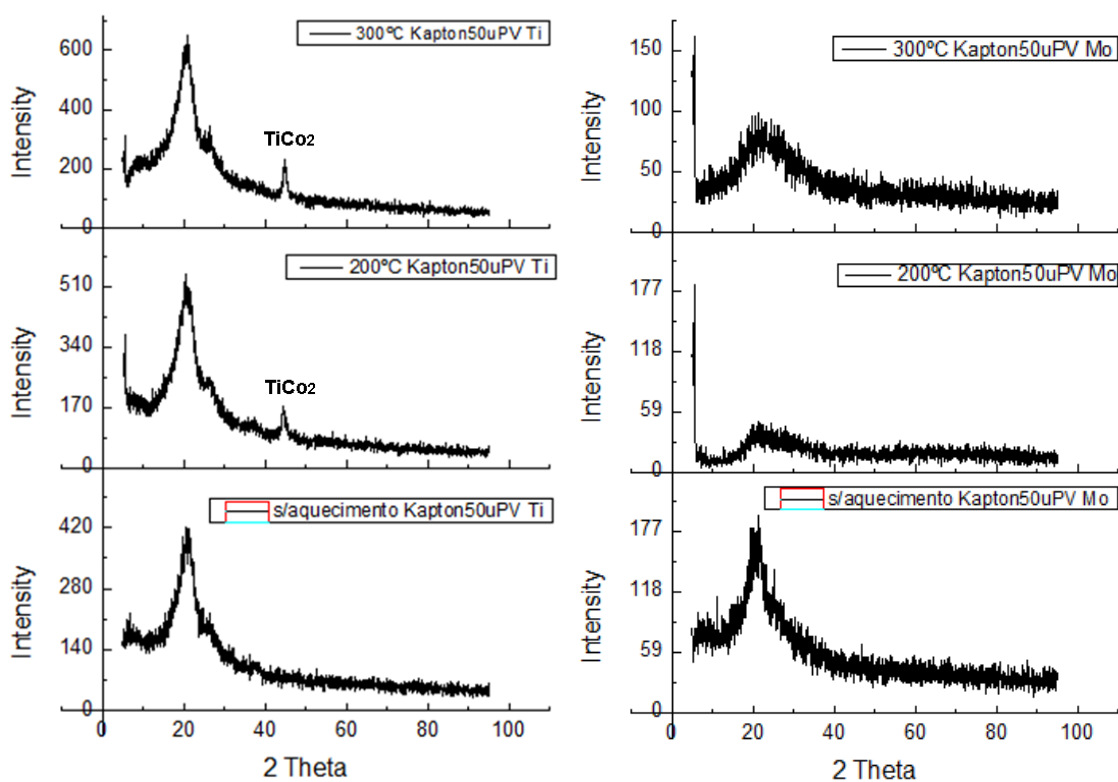 300ºC Kapton50uPV Ti
600
400
200
0
Intensity
TiCo2
200ºC Kapton50uPV Ti
510
340
170
0
Intensity
TiCo2
s/aquecimento Kapton50uPV Ti
420
280
140
0
Intensity
0 20 40 60 80 100
2 Theta
300ºC Kapton50uPV Mo
150
100
50
0
Intensity
200ºC Kapton50uPV Mo
177
118
59
0
Intensity
s/aquecimento Kapton50uPV Mo
177
118
59
0
Intensity
0 20 40 60 80 100
2 Theta